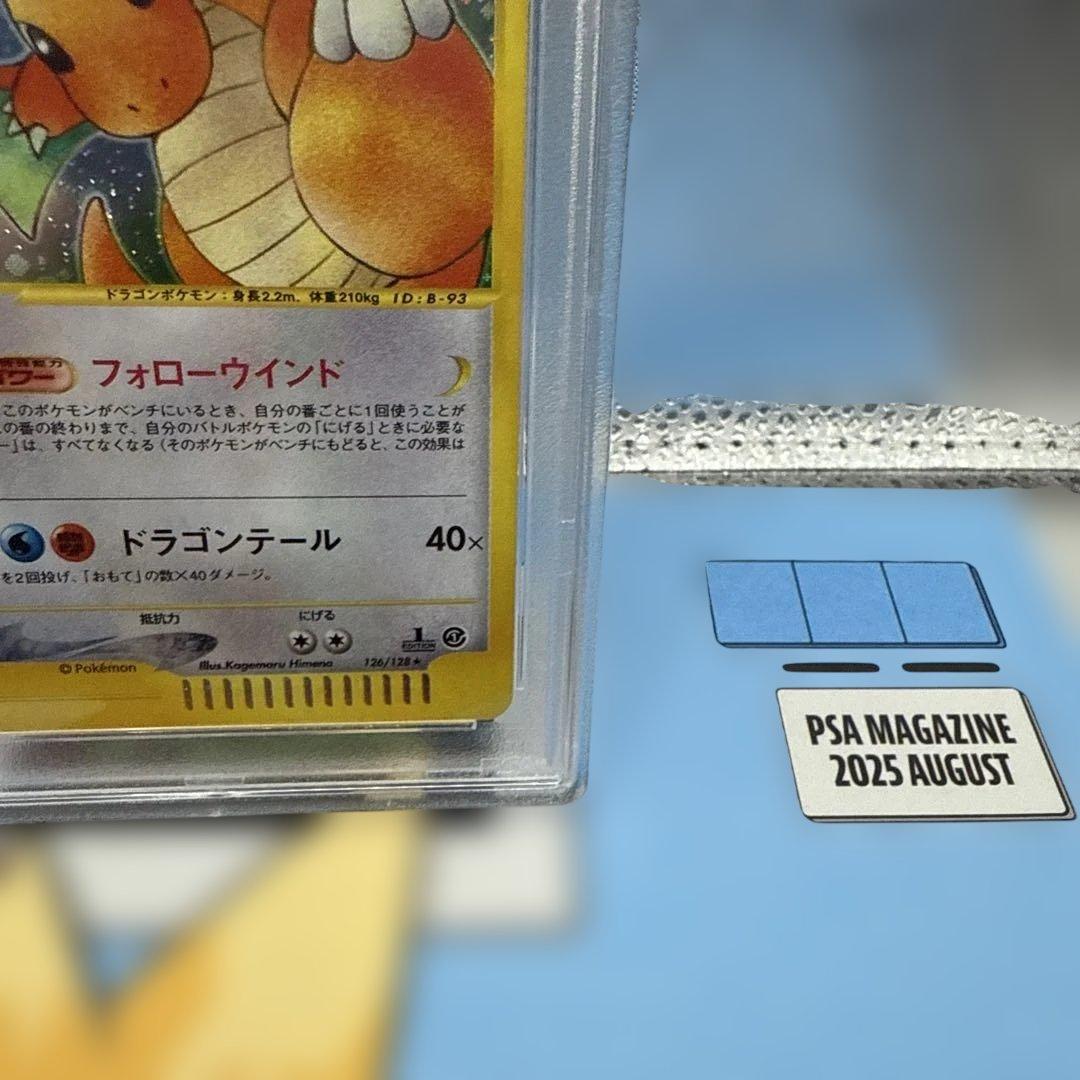 ドラゴンポケモン：身長2.2m. 体重210kg ID：B-93
ワー フォローウインド
このポケモンがベンチにいるとき、自分の番ごとに1回使うことが
の番の終わりまで、自分のバトルポケモンの「にげる」ときに必要な
ー」は、すべてなくなる（そのポケモンがベンチにもどると、この効果は
ドラゴンテール 40×
を2回投げ、「おもて」の数×40ダメージ。
抵抗力 にげる
1 EDITION
©Pokémon Illus.Kagemaru Himeno 126/128★
PSA MAGAZINE
2025 AUGUST